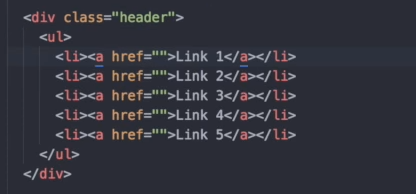 <div class="header">
<ul>
<li><a href="">Link 1</a></li>
<li><a href="">Link 2</a></li>
<li><a href="">Link 3</a></li>
<li><a href="">Link 4</a></li>
<li><a href="">Link 5</a></li>
</ul>
</div>